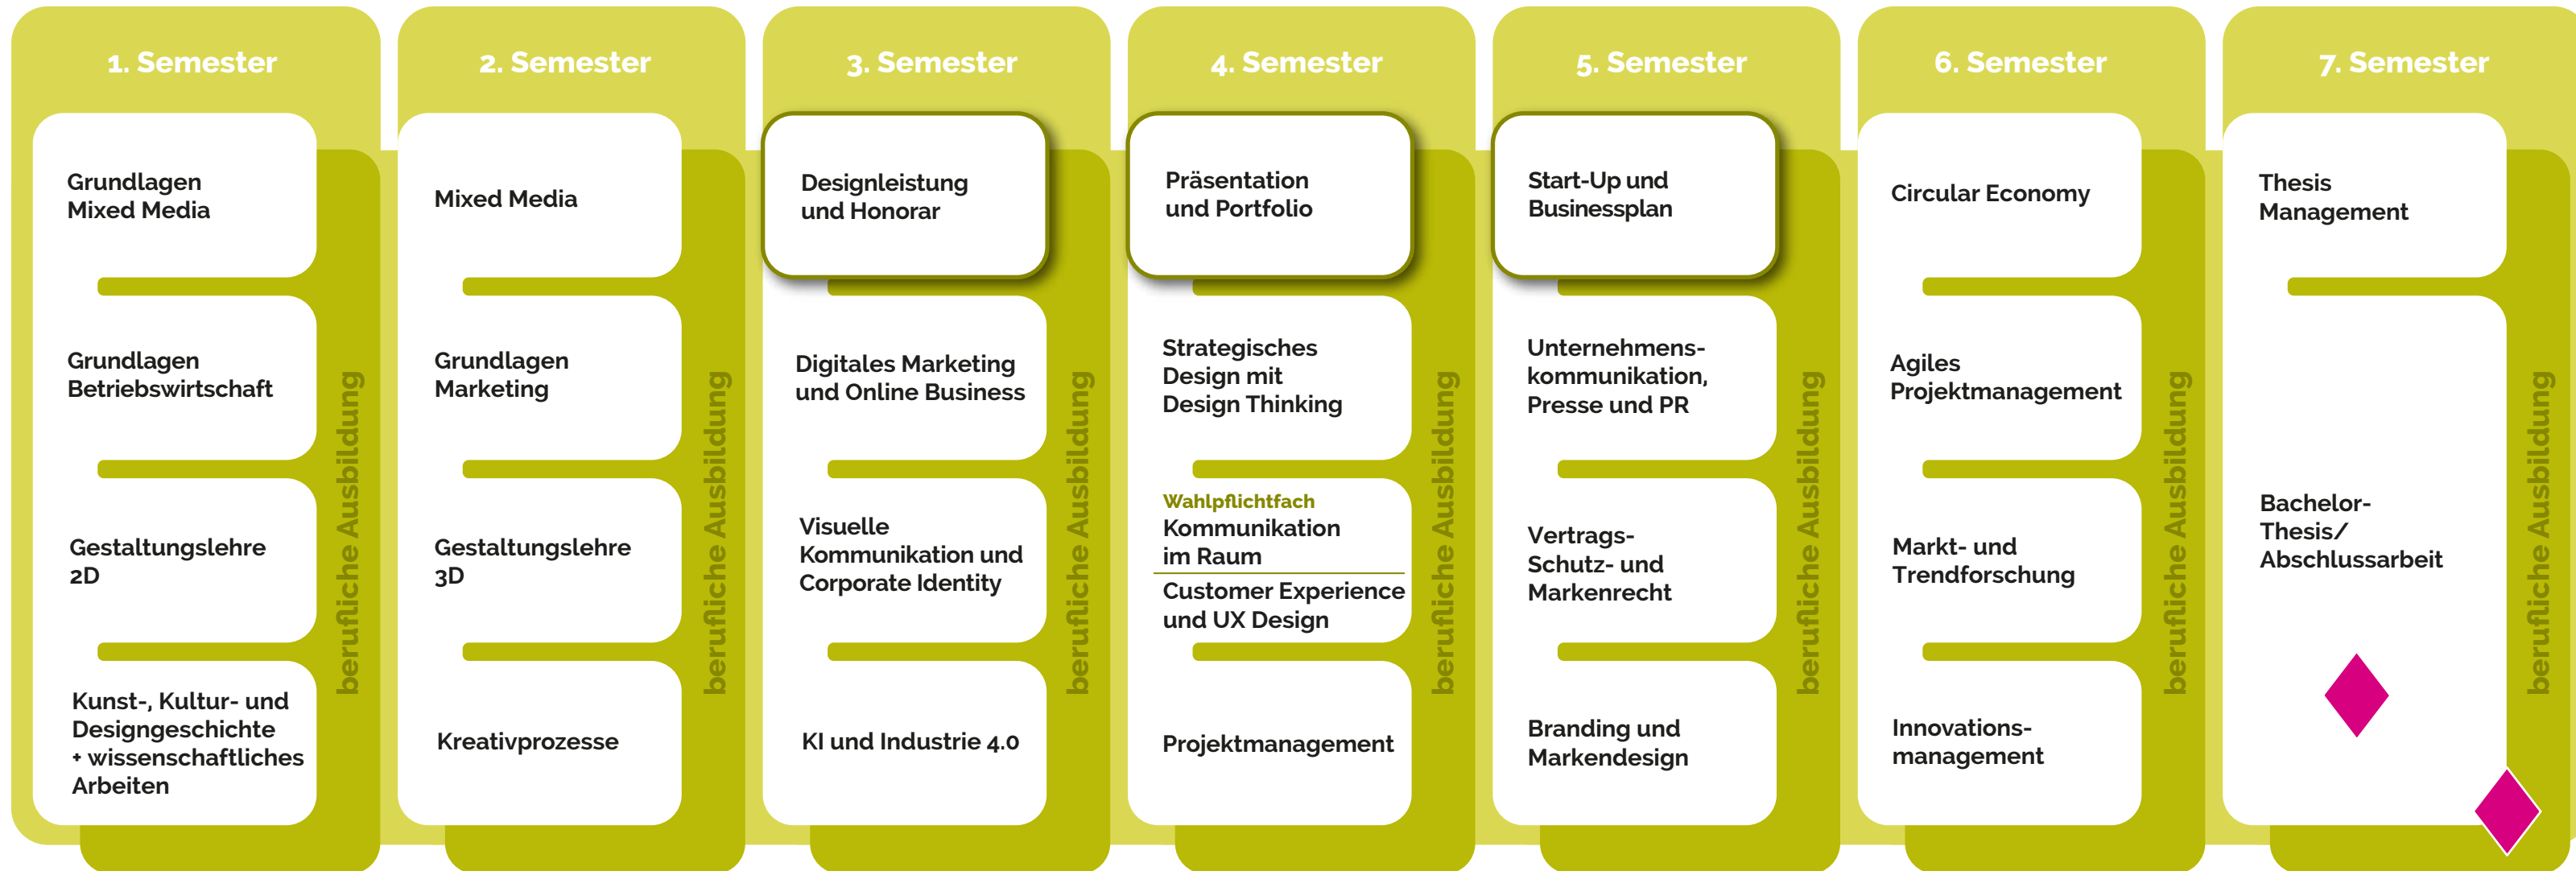 1. Semester
Grundlagen
Mixed Media
Grundlagen
Betriebswirtschaft
Gestaltungslehre
2D
Kunst-, Kultur- und
Designgeschichte
+ wissenschaftliches
Arbeiten
berufliche Ausbildung
2. Semester
Mixed Media
Grundlagen
Marketing
Gestaltungslehre
3D
Kreativprozesse
berufliche Ausbildung
3. Semester
Designleistung
und Honorar
Digitales Marketing
und Online Business
Visuelle
Kommunikation und
Corporate Identity
KI und Industrie 4.0
berufliche Ausbildung
4. Semester
Präsentation
und Portfolio
Strategisches
Design mit
Design Thinking
Wahlpflichtfach
Kommunikation
im Raum
Customer Experience
und UX Design
Projektmanagement
berufliche Ausbildung
5. Semester
Start-Up und
Businessplan
Unternehmens-
kommunikation,
Presse und PR
Vertrags-
Schutz- und
Markenrecht
Branding und
Markendesign
berufliche Ausbildung
6. Semester
Circular Economy
Agiles
Projektmanagement
Markt- und
Trendforschung
Innovations-
management
berufliche Ausbildung
7. Semester
Thesis
Management
Bachelor-
Thesis/
Abschlussarbeit
berufliche Ausbildung